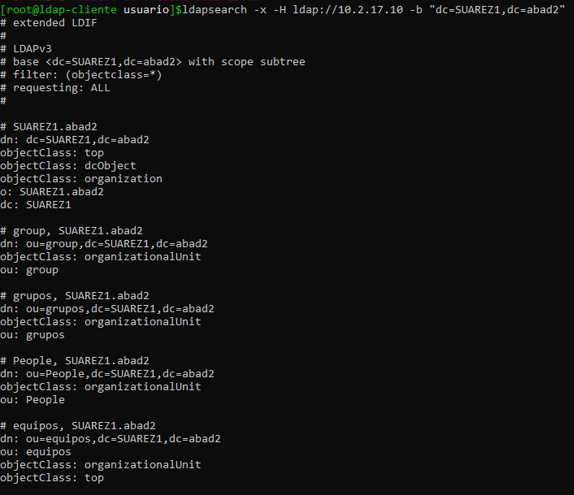 [root@ldap-cliente usuario]$ldapsearch -x -H ldap://10.2.17.10 -b "dc=SUAREZ1,dc=abad2"
# extended LDIF
#
# LDAPv3
# base <dc=SUAREZ1,dc=abad2> with scope subtree
# filter: (objectclass=*)
# requesting: ALL
#

# SUAREZ1.abad2
dn: dc=SUAREZ1,dc=abad2
objectClass: top
objectClass: dcObject
objectClass: organization
o: SUAREZ1.abad2
dc: SUAREZ1

# group, SUAREZ1.abad2
dn: ou=group,dc=SUAREZ1,dc=abad2
objectClass: organizationalUnit
ou: group

# grupos, SUAREZ1.abad2
dn: ou=grupos,dc=SUAREZ1,dc=abad2
objectClass: organizationalUnit
ou: grupos

# People, SUAREZ1.abad2
dn: ou=People,dc=SUAREZ1,dc=abad2
objectClass: organizationalUnit
ou: People

# equipos, SUAREZ1.abad2
dn: ou=equipos,dc=SUAREZ1,dc=abad2
ou: equipos
objectClass: organizationalUnit
objectClass: top